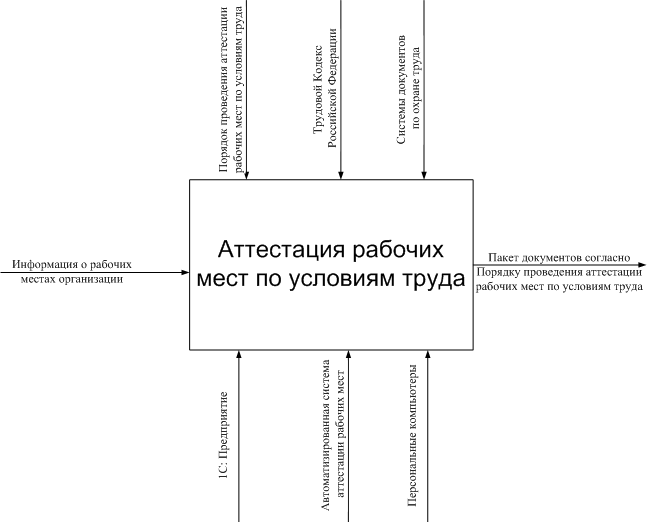 Порядок проведения аттестации
рабочих мест по условиям труда
Трудовой Кодекс
Российской Федерации
Системы документов
по охране труда
Информация о рабочих
местах организации
Аттестация рабочих
мест по условиям труда
Пакет документов согласно
Порядку проведения аттестации
рабочих мест по условиям труда
1С: Предприятие
Автоматизированная система
аттестации рабочих мест
Персональные компьютеры